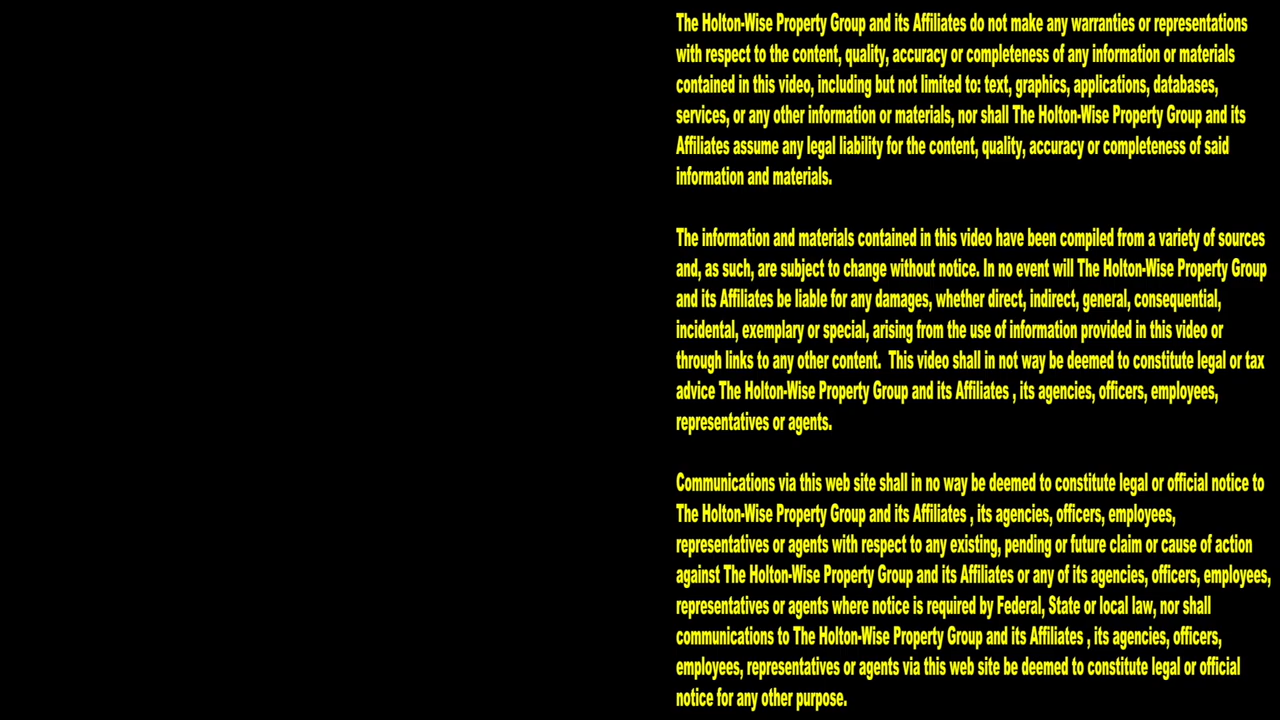 The Holton-Wise Property Group and its Affiliates do not make any warranties or representations
with respect to the content, quality, accuracy or completeness of any information or materials
contained in this video, including but not limited to: text, graphics, applications, databases,
services, or any other information or materials, nor shall The Holton-Wise Property Group and its
Affiliates assume any legal liability for the content, quality, accuracy or completeness of said
information and materials.
The information and materials contained in this video have been compiled from a variety of sources
and, as such, are subject to change without notice. In no event will The Holton-Wise Property Group
and its Affiliates be liable for any damages, whether direct, indirect, general, consequential,
incidental, exemplary or special, arising from the use of information provided in this video or
through links to any other content.  This video shall in not way be deemed to constitute legal or tax
advice The Holton-Wise Property Group and its Affiliates , its agencies, officers, employees,
representatives or agents.
Communications via this web site shall in no way be deemed to constitute legal or official notice to
The Holton-Wise Property Group and its Affiliates , its agencies, officers, employees,
representatives or agents with respect to any existing, pending or future claim or cause of action
against The Holton-Wise Property Group and its Affiliates or any of its agencies, officers, employees,
representatives or agents where notice is required by Federal, State or local law, nor shall
communications to The Holton-Wise Property Group and its Affiliates , its agencies, officers,
employees, representatives or agents via this web site be deemed to constitute legal or official
notice for any other purpose.